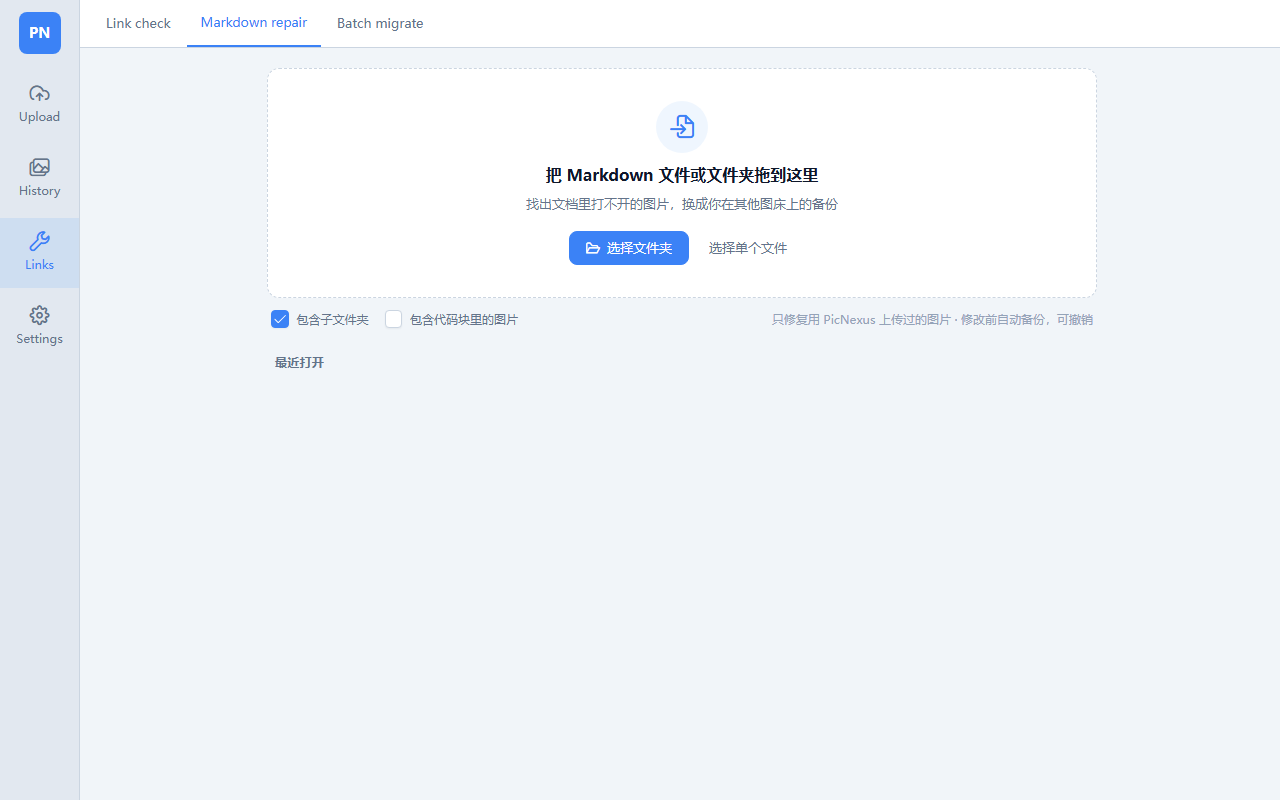 PN
Link check
Markdown repair
Batch migrate
Upload
History
Links
Settings
把 Markdown 文件或文件夹拖到这里
找出文档里打不开的图片，换成你在其他图床上的备份
选择文件夹
选择单个文件
包含子文件夹
包含代码块里的图片
只修复用 PicNexus 上传过的图片 · 修改前自动备份，可撤销
最近打开